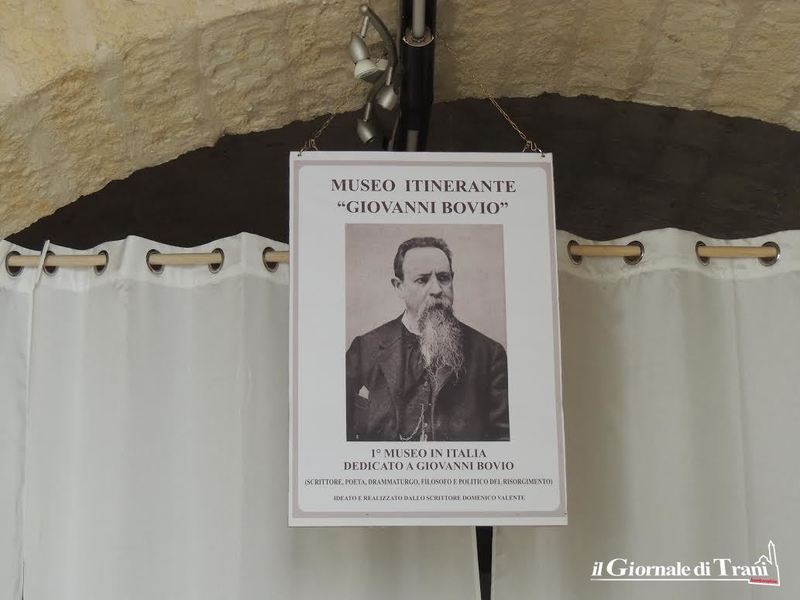 MUSEO ITINERANTE
“GIOVANNI BOVIO”
1° MUSEO IN ITALIA
DEDICATO A GIOVANNI BOVIO
(SCRITTORE, POETA, DRAMMATURGO, FILOSOFO E POLITICO DEL RISORGIMENTO)
IDEATO E REALIZZATO DALLO SCRITTORE DOMENICO VALENTE
il Giornale di Trani